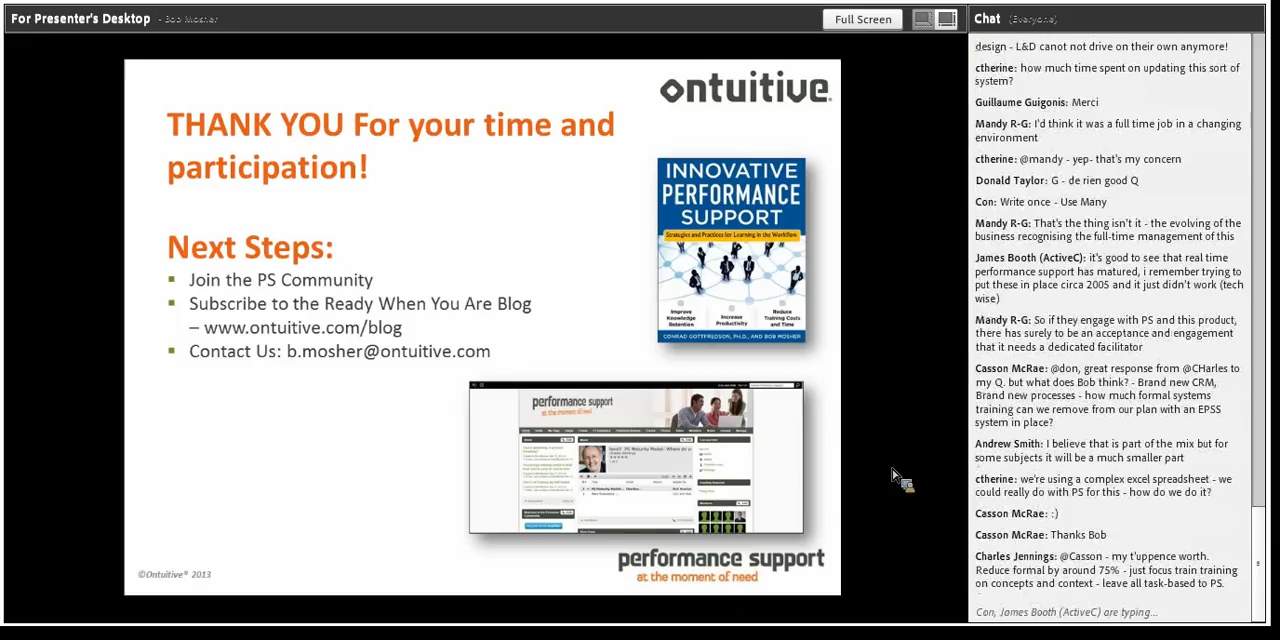 For Presenter's Desktop - Bob Mosher
Full Screen
ontuitive
THANK YOU For your time and
participation!
Next Steps:
Join the PS Community
Subscribe to the Ready When You Are Blog
– www.ontuitive.com/blog
Contact Us: b.mosher@ontuitive.com
INNOVATIVE
PERFORMANCE
SUPPORT
Strategies and Practices for Learning in the Workflow
Improve Knowledge Retention
Increase Productivity
Reduce Training Costs and Time
CONRAD GOTTFREDSON, PH.D., AND BOB MOSHER
performance support
at the moment of need
performance support
at the moment of need
©Ontuitive® 2013
Chat (Everyone)
design - L&D canot not drive on their own anymore!
ctherine: how much time spent on updating this sort of
system?
Guillaume Guigonis: Merci
Mandy R-G: I'd think it was a full time job in a changing
environment
ctherine: @mandy - yep- that's my concern
Donald Taylor: G - de rien good Q
Con: Write once - Use Many
Mandy R-G: That's the thing isn't it - the evolving of the
business recognising the full-time management of this
James Booth (ActiveC): it's good to see that real time
performance support has matured, i remember trying to
put these in place circa 2005 and it just didn't work (tech
wise)
Mandy R-G: So if they engage with PS and this product,
there has surely to be an acceptance and engagement
that it needs a dedicated facilitator
Casson McRae: @don, great response from @CHarles to
my Q. but what does Bob think? - Brand new CRM,
Brand new processes - how much formal systems
training can we remove from our plan with an EPSS
system in place?
Andrew Smith: I believe that is part of the mix but for
some subjects it will be a much smaller part
ctherine: we're using a complex excel spreadsheet - we
could really do with PS for this - how do we do it?
Casson McRae: :)
Casson McRae: Thanks Bob
Charles Jennings: @Casson - my t'uppence worth.
Reduce formal by around 75% - just focus train training
on concepts and context - leave all task-based to PS.
Con, James Booth (ActiveC) are typing...